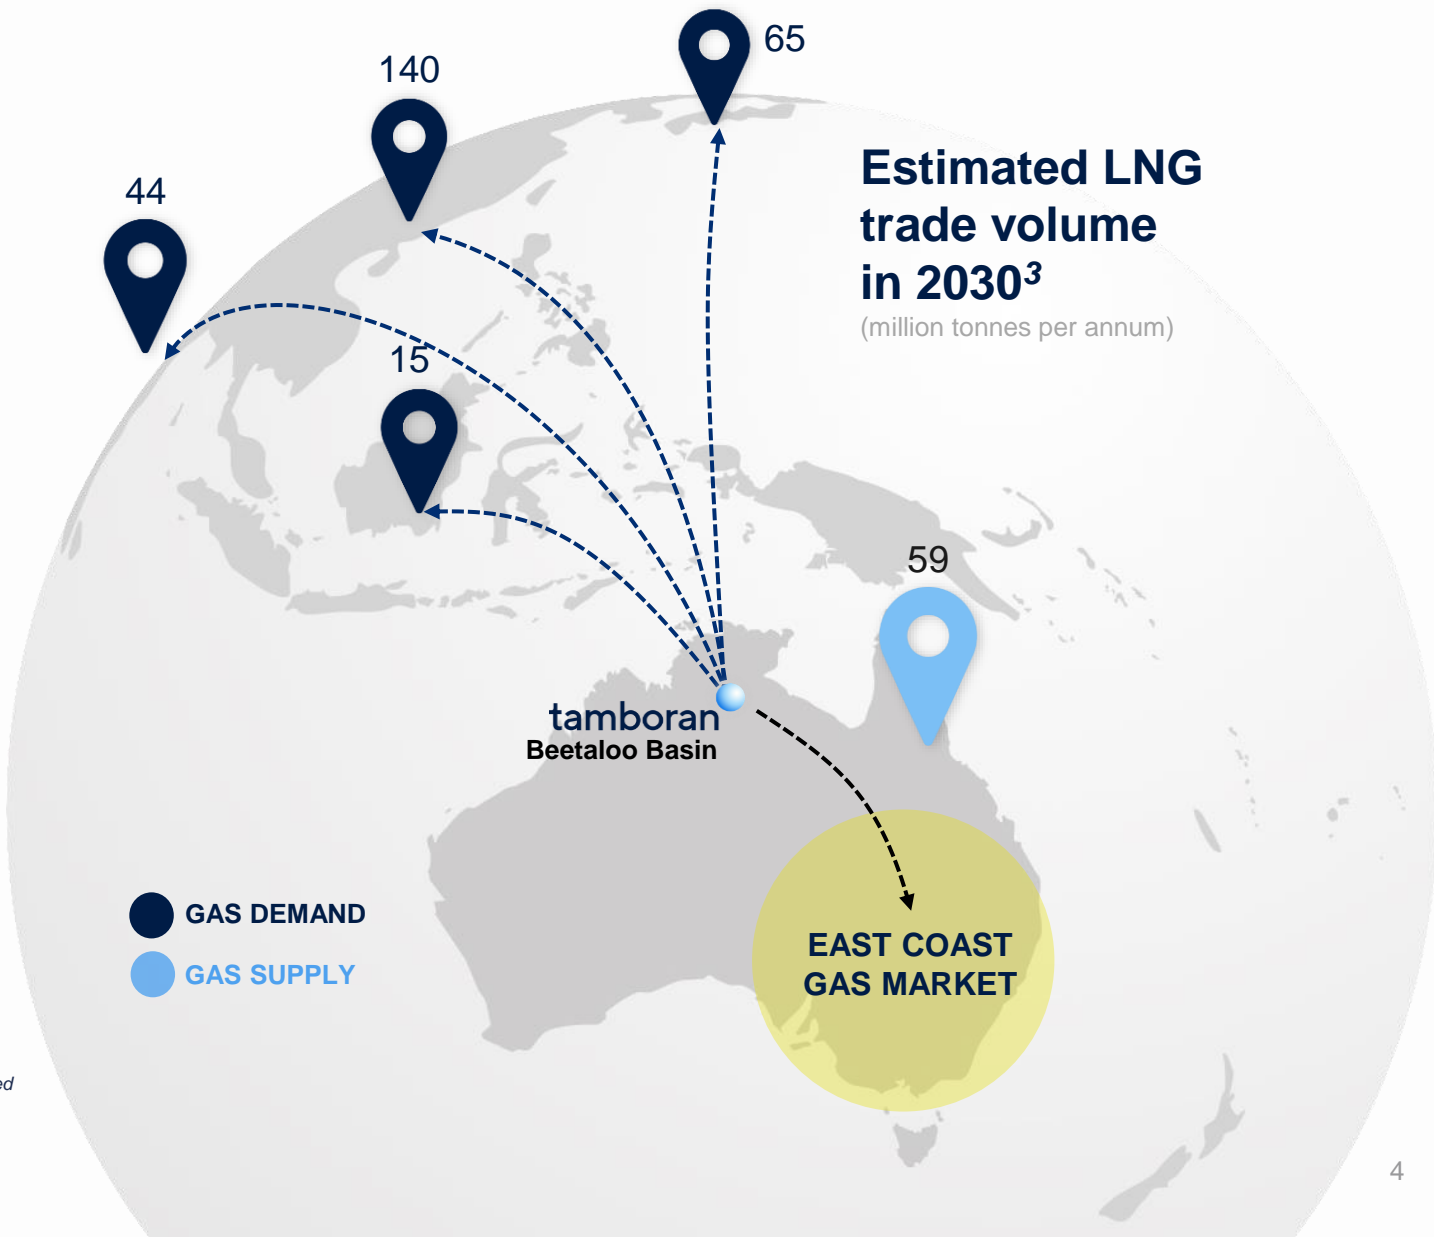 65
140
Estimated LNG
trade volume
in 2030³
(million tonnes per annum)
44
15
59
tamboran
Beetaloo Basin
GAS DEMAND
GAS SUPPLY
EAST COAST
GAS MARKET
4